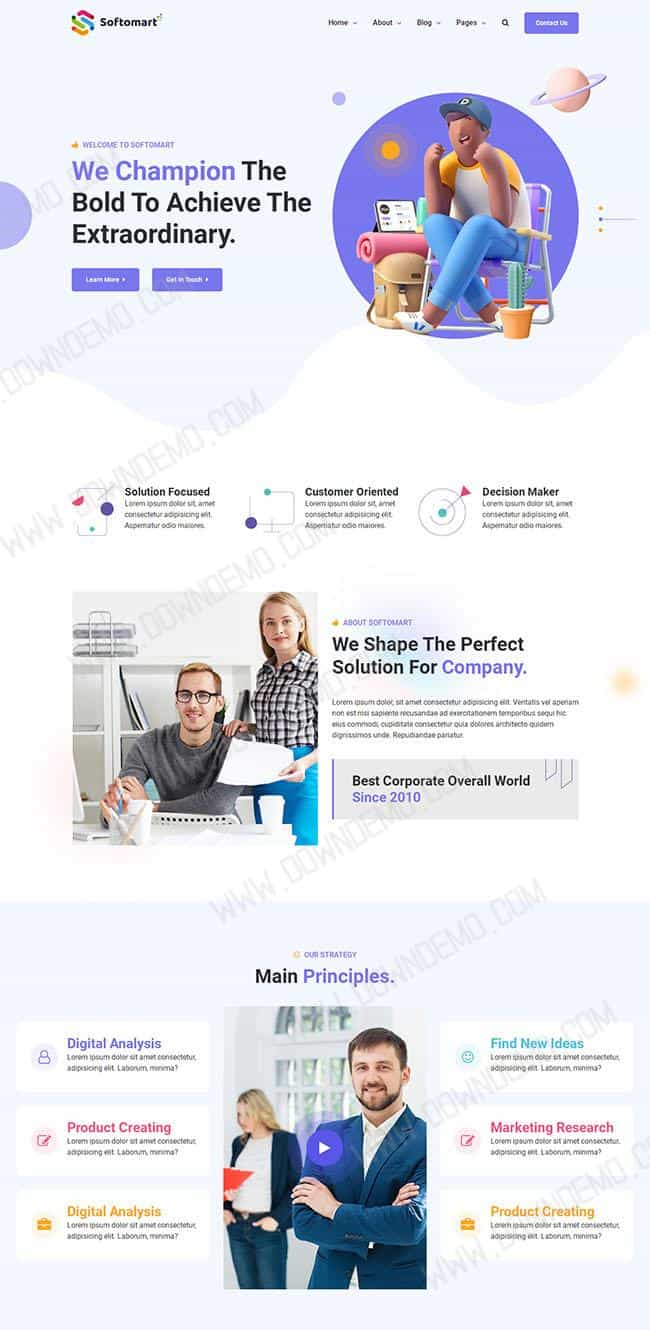 Softomart
Home
About
Blog
Pages
Contact Us
WELCOME TO SOFTOMART
We Champion The
Bold To Achieve The
Extraordinary.
Learn More
Get In Touch
Solution Focused
Lorem ipsum dolor sit, amet
consectetur adipisicing elit.
Aspernatur odio maiores.
Customer Oriented
Lorem ipsum dolor sit, amet
consectetur adipisicing elit.
Aspernatur odio maiores.
Decision Maker
Lorem ipsum dolor sit, amet
consectetur adipisicing elit.
Aspernatur odio maiores.
ABOUT SOFTOMART
We Shape The Perfect
Solution For Company.
Lorem ipsum dolor, sit amet consectetur adipisicing elit. Ventatis vel aperiam
non est nisi sapiente recusandae ad exercitationem temporibus sequi hic
eius commodi, cupiditate consectetur quia dolores architecto quidem
dignissimos unde. Repudiandae pariatur.
Best Corporate Overall World
Since 2010
OUR STRATEGY
Main Principles.
Digital Analysis
Lorem ipsum dolor sit amet consectetur,
adipisicing elit. Laborum, minima?
Find New Ideas
Lorem ipsum dolor sit amet consectetur,
adipisicing elit. Laborum, minima?
Product Creating
Lorem ipsum dolor sit amet consectetur,
adipisicing elit. Laborum, minima?
Marketing Research
Lorem ipsum dolor sit amet consectetur,
adipisicing elit. Laborum, minima?
Digital Analysis
Lorem ipsum dolor sit amet consectetur,
adipisicing elit. Laborum, minima?
Product Creating
Lorem ipsum dolor sit amet consectetur,
adipisicing elit. Laborum, minima?
WWW.DOWNDEMO.COM